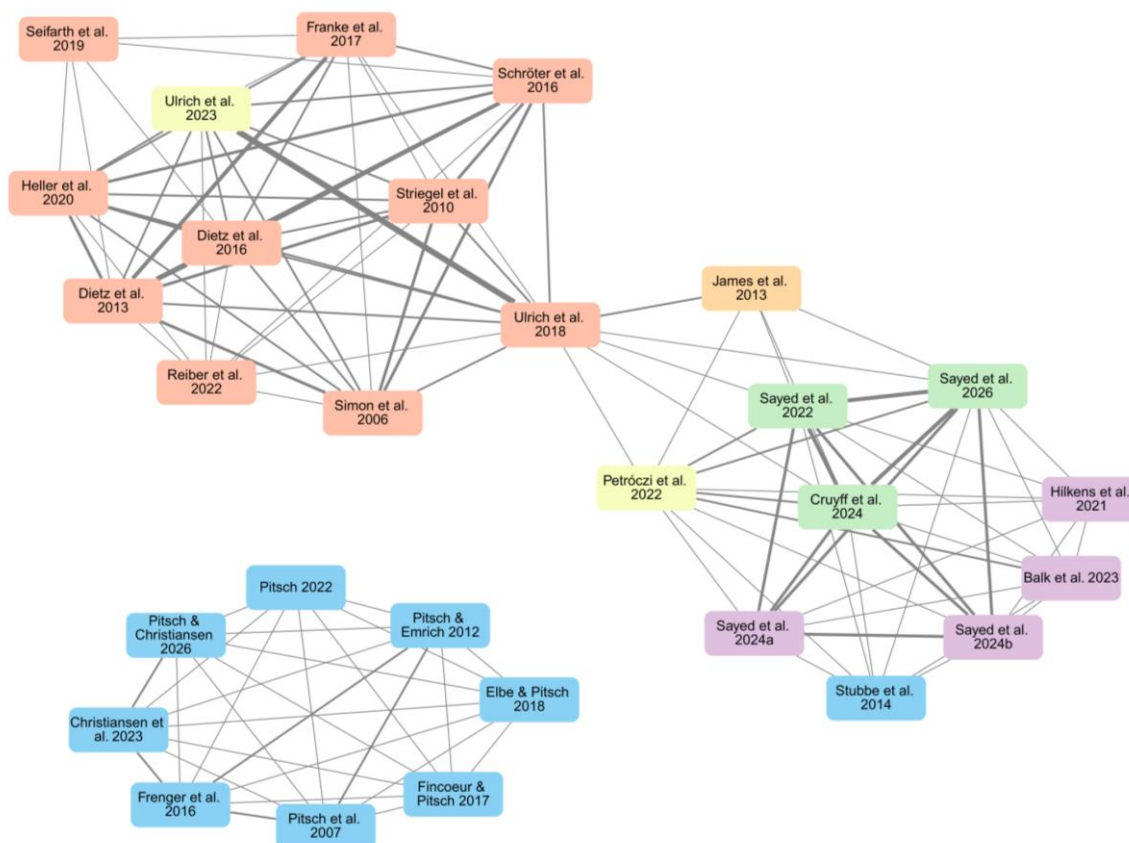 Seifarth et al.
2019
Franke et al.
2017
Schröter et al.
2016
Ulrich et al.
2023
Heller et al.
2020
Striegel et al.
2010
Dietz et al.
2016
Dietz et al.
2013
Ulrich et al.
2018
Reiber et al.
2022
Simon et al.
2006
James et al.
2013
Sayed et al.
2022
Sayed et al.
2026
Petróczi et al.
2022
Cruyff et al.
2024
Hilkens et al.
2021
Balk et al. 2023
Sayed et al.
2024a
Sayed et al.
2024b
Stubbe et al.
2014
Pitsch 2022
Pitsch &
Christiansen
2026
Pitsch &
Emrich 2012
Elbe & Pitsch
2018
Christiansen et
al. 2023
Frenger et al.
2016
Fincoeur &
Pitsch 2017
Pitsch et al.
2007